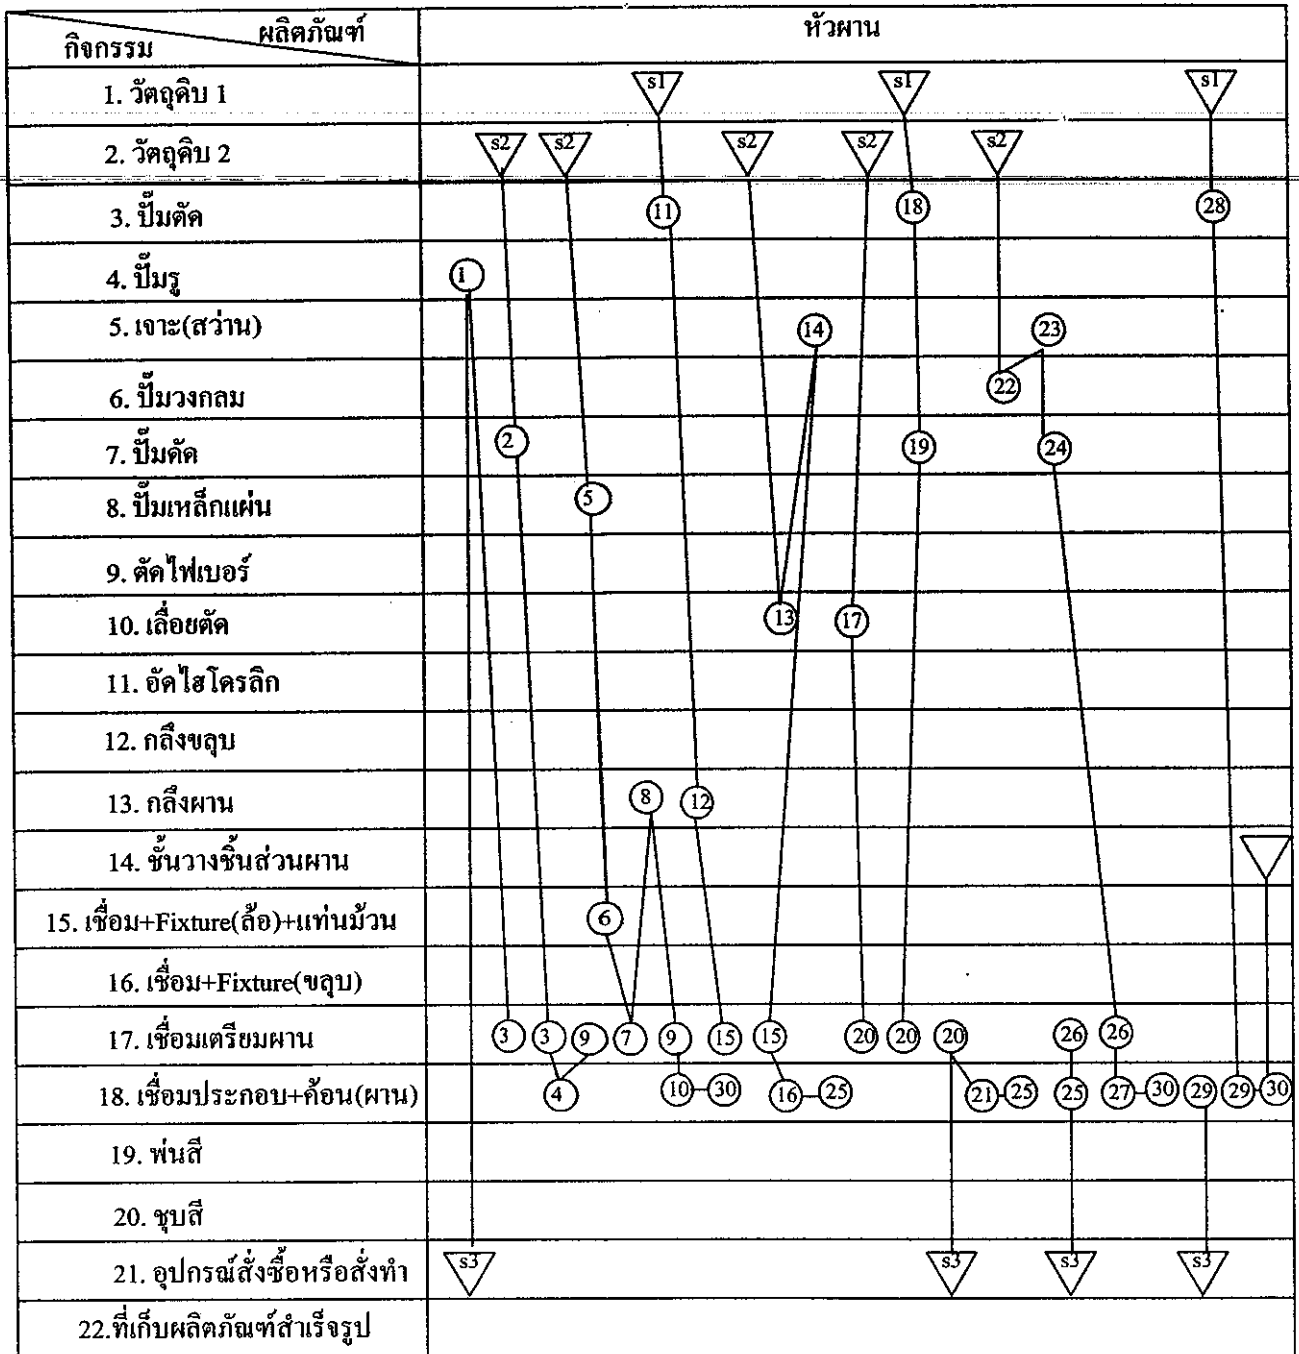 ผลิตภัณฑ์
กิจกรรม
หัวผาน
1. วัตถุดิบ 1
s1 s1 s1
2. วัตถุดิบ 2
s2 s2 s2 s2 s2
3. ปั๊มตัด
11 18 28
4. ปั๊มรู
1
5. เจาะ(สว่าน)
14 23
6. ปั๊มวงกลม
22
7. ปั๊มดัด
2 19 24
8. ปั๊มเหล็กแผ่น
5
9. ตัดไฟเบอร์
10. เลื่อยตัด
13 17
11. อัดไฮโดรลิก
12. กลึงขลุบ
13. กลึงผาน
8 12
14. ชั้นวางชิ้นส่วนผาน
15. เชื่อม+Fixture(ล้อ)+แท่นม้วน
6
16. เชื่อม+Fixture(ขลุบ)
17. เชื่อมเตรียมผาน
3 3 9 7 9 15 15 20 20 20 26 26
18. เชื่อมประกอบ+ค้อน(ผาน)
4 10 30 16 25 21 25 25 27 30 29 29 30
19. พ่นสี
20. ชุบสี
21. อุปกรณ์สั่งซื้อหรือสั่งทำ
s3 s3 s3 s3
22.ที่เก็บผลิตภัณฑ์สำเร็จรูป